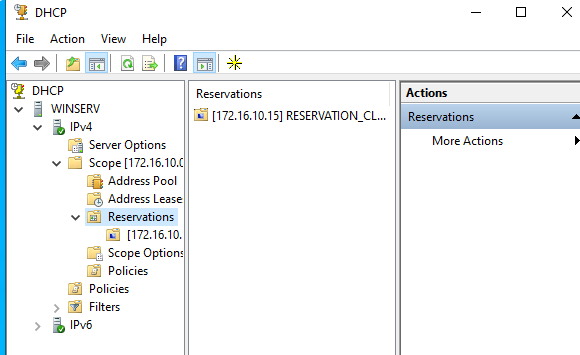 DHCP
File Action View Help
DHCP
WINSERV
IPv4
Server Options
Scope [172.16.10.0
Address Pool
Address Lease
Reservations
[172.16.10.
Scope Options
Policies
Policies
Filters
IPv6
Reservations
[172.16.10.15] RESERVATION_CL...
Actions
Reservations
More Actions